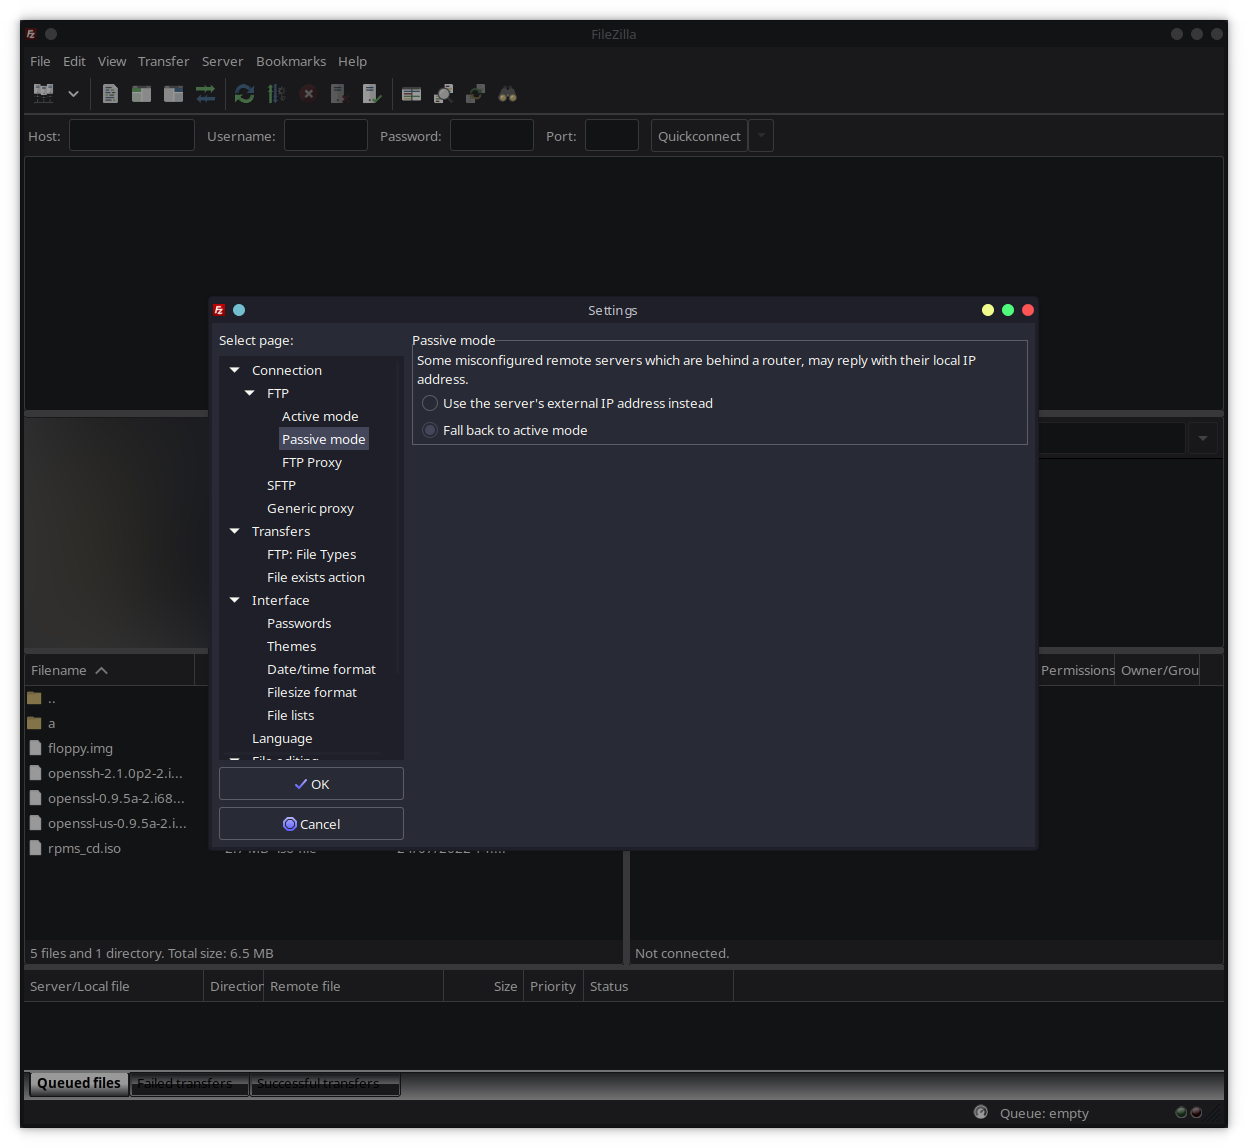 FileZilla
File Edit View Transfer Server Bookmarks Help
Host: Username: Password: Port: Quickconnect
Settings
Select page:
Connection
FTP
Active mode
Passive mode
FTP Proxy
SFTP
Generic proxy
Transfers
FTP: File Types
File exists action
Interface
Passwords
Themes
Date/time format
Filesize format
File lists
Language
File editing
OK
Cancel
Passive mode
Some misconfigured remote servers which are behind a router, may reply with their local IP
address.
Use the server's external IP address instead
Fall back to active mode
Filename
Permissions Owner/Grou
..
a
floppy.img
openssh-2.1.0p2-2.i...
openssl-0.9.5a-2.i68...
openssl-us-0.9.5a-2.i...
rpms_cd.iso
5 files and 1 directory. Total size: 6.5 MB
Not connected.
Server/Local file Direction Remote file Size Priority Status
Queued files Failed transfers Successful transfers
Queue: empty